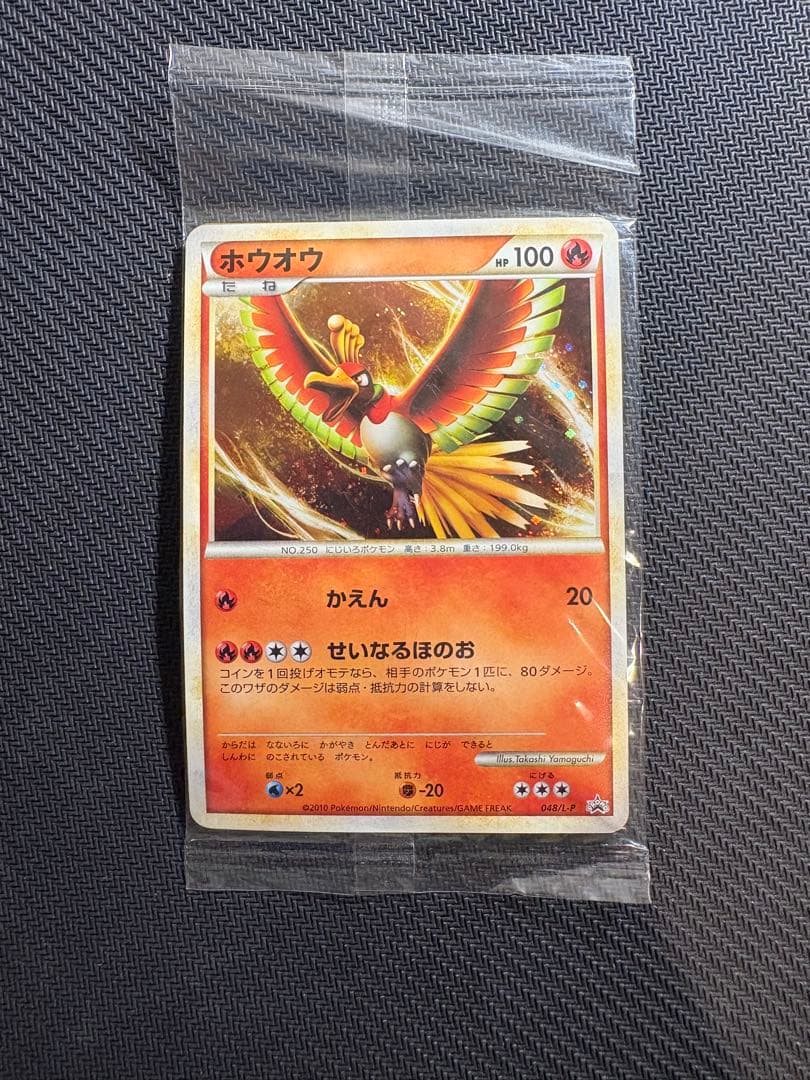 ホウオウ HP 100
たね
NO.250 にじいろポケモン 高さ:3.8m 重さ:199.0kg
かえん 20
せいなるほのお
コインを1回投げオモテなら、相手のポケモン1匹に、80ダメージ。
このワザのダメージは弱点・抵抗力の計算をしない。
からだは なないろに かがやき とんだあとに にじが できると
しんわに のこされている ポケモン。
Illus.Takashi Yamaguchi
弱点 抵抗力 にげる
×2 -20
©2010 Pokémon/Nintendo/Creatures/GAME FREAK. 048/L-P